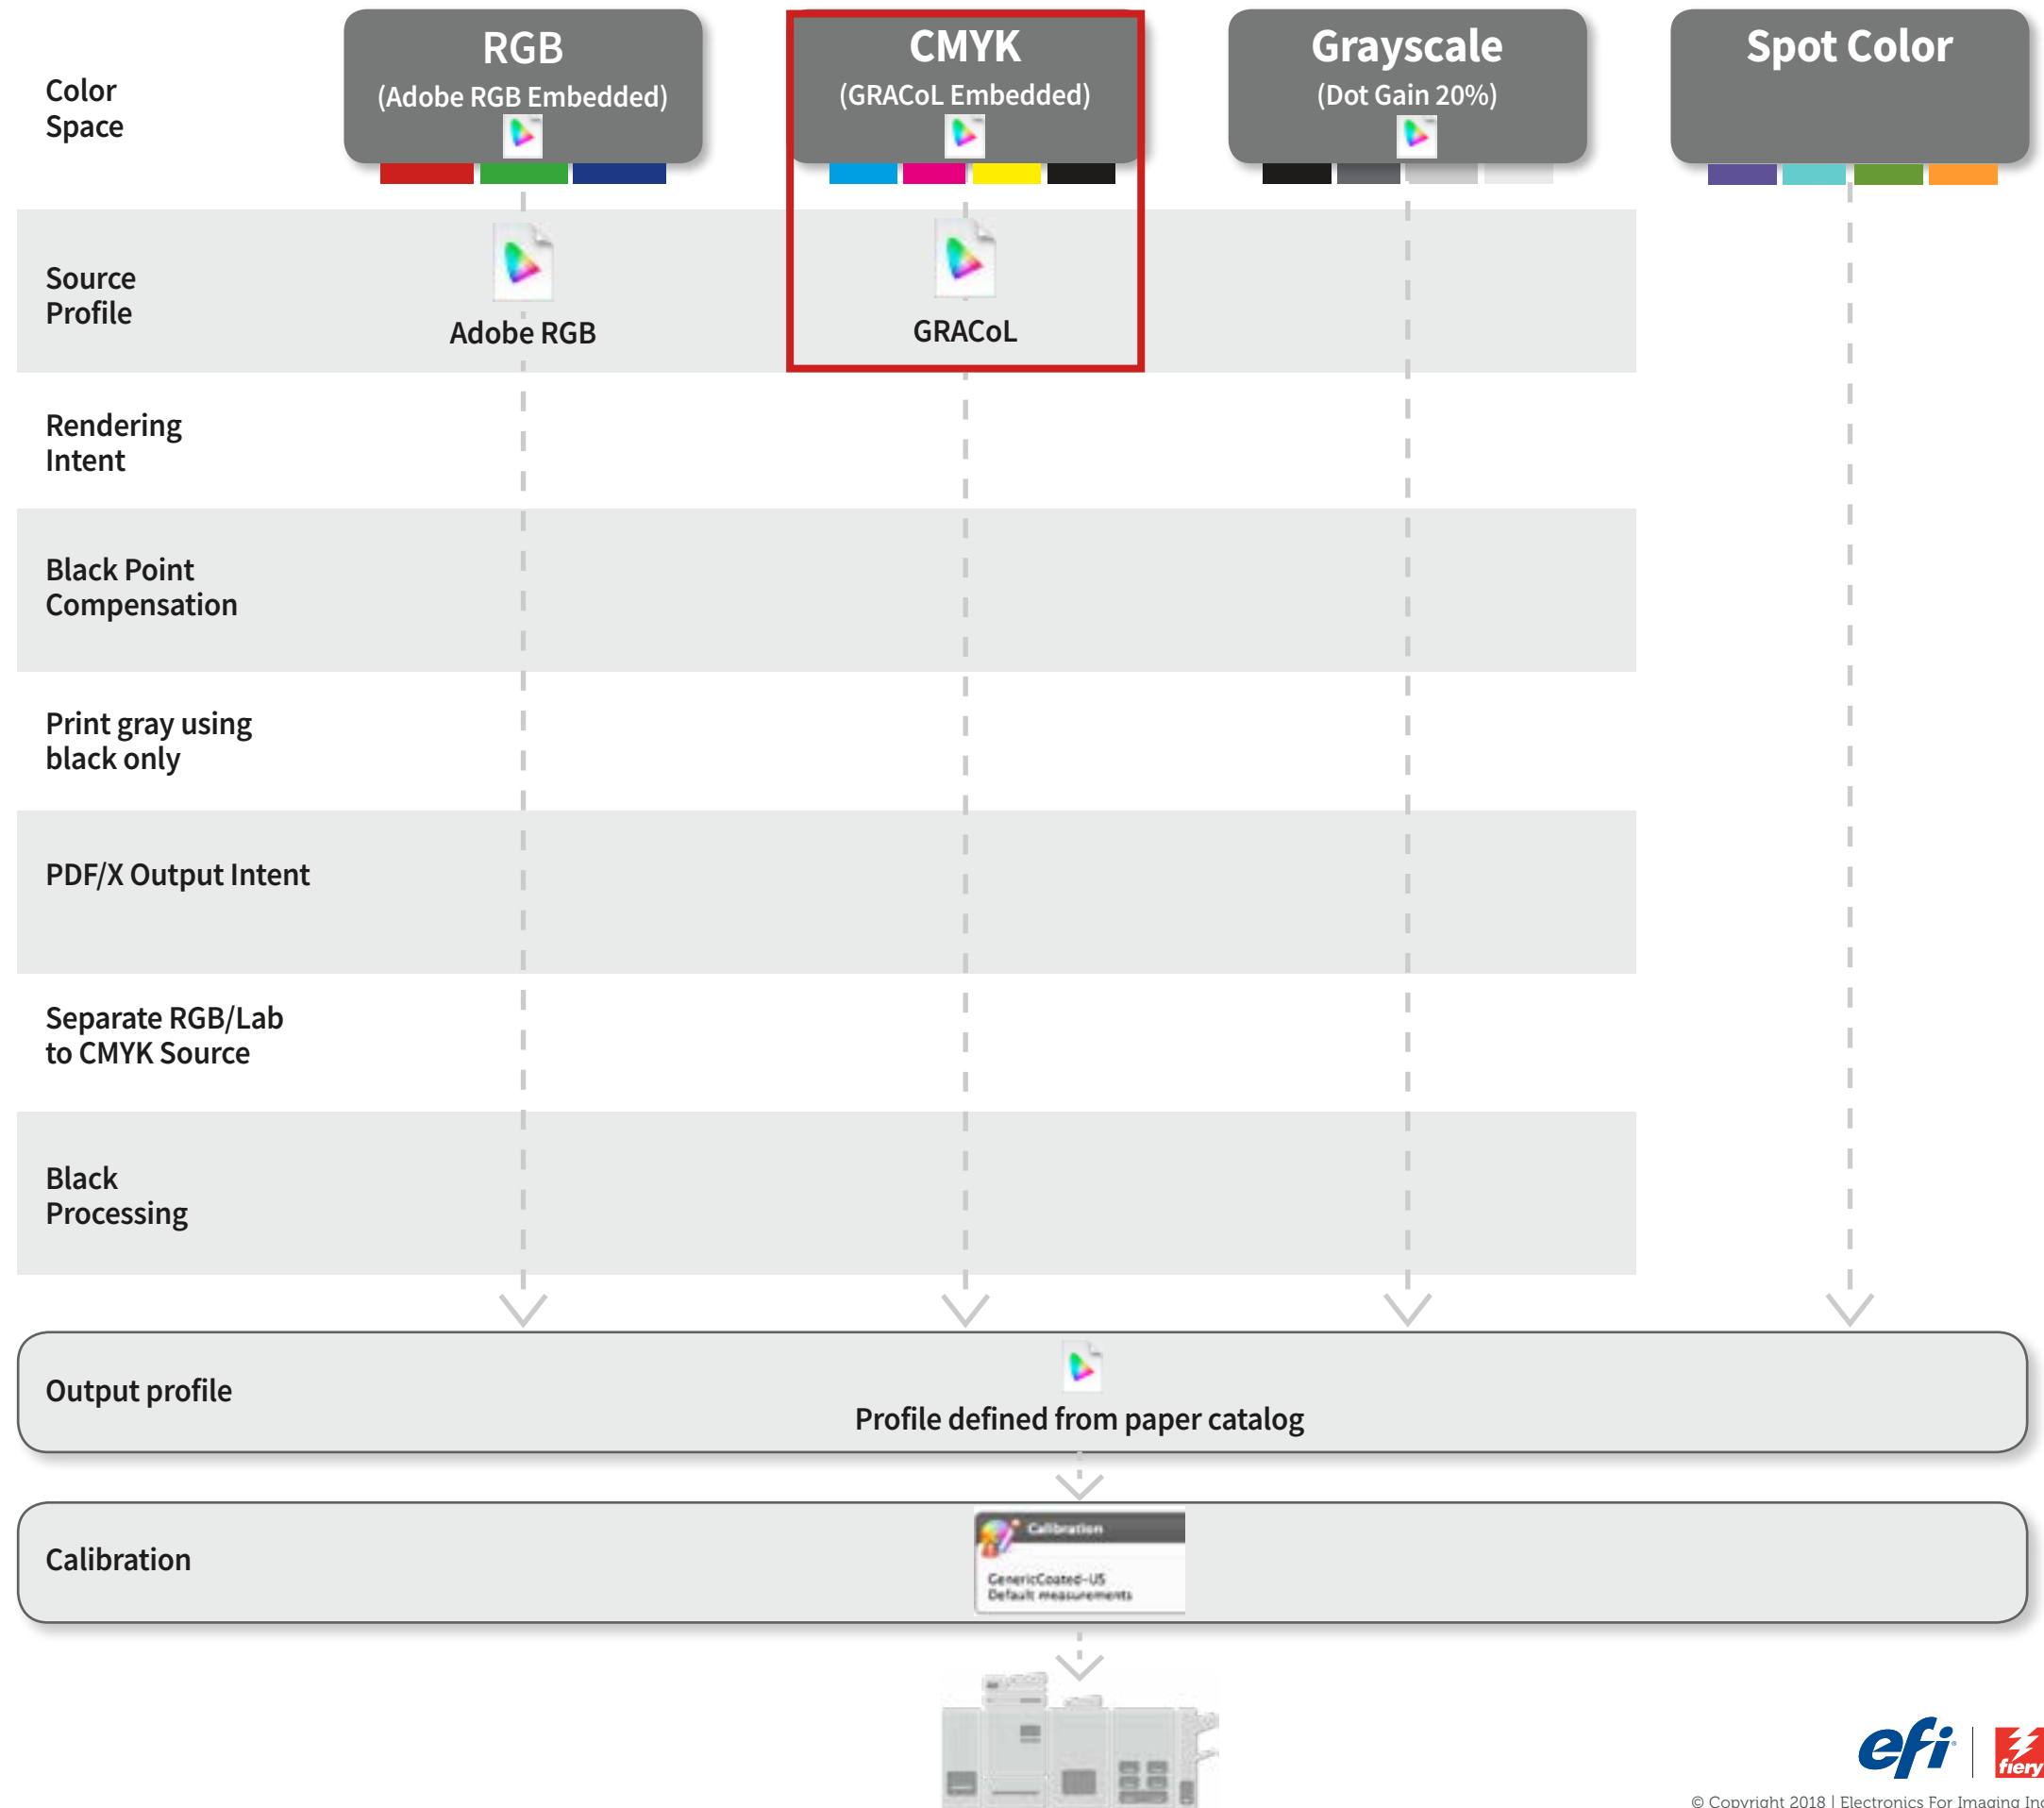 RGB
(Adobe RGB Embedded)
CMYK
(GRACoL Embedded)
Grayscale
(Dot Gain 20%)
Spot Color
Color
Space
Source
Profile
Adobe RGB
GRACoL
Rendering
Intent
Black Point
Compensation
Print gray using
black only
PDF/X Output Intent
Separate RGB/Lab
to CMYK Source
Black
Processing
Output profile
Profile defined from paper catalog
Calibration
Calibration
GenericCoated-US
Default measurements
efi
fiery
© Copyright 2018 | Electronics For Imaging Inc